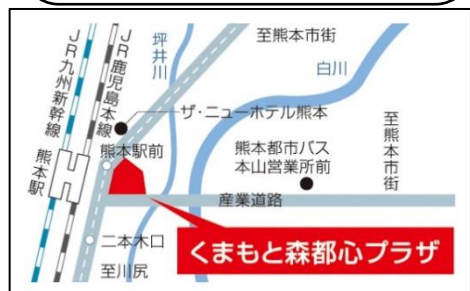 JR九州新幹線
JR鹿児島本線
坪井川
至熊本市街
白川
ザ・ニューホテル熊本
熊本駅
熊本駅前
熊本都市バス
本山営業所前
至熊本市街
産業道路
二本木口
至川尻
くまもと森都心プラザ